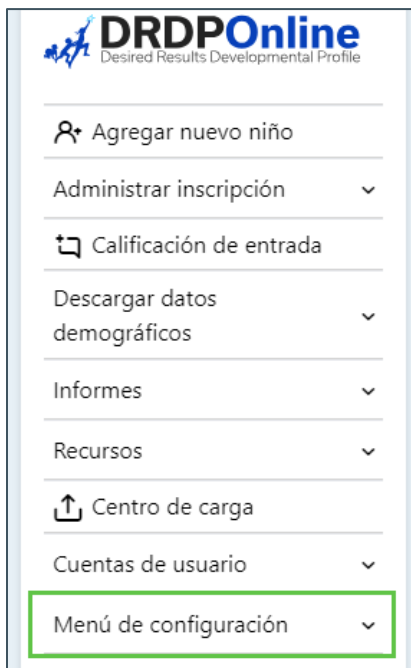 DRDPOnline
Desired Results Developmental Profile
Agregar nuevo niño
Administrar inscripción
Calificación de entrada
Descargar datos
demográficos
Informes
Recursos
Centro de carga
Cuentas de usuario
Menú de configuración